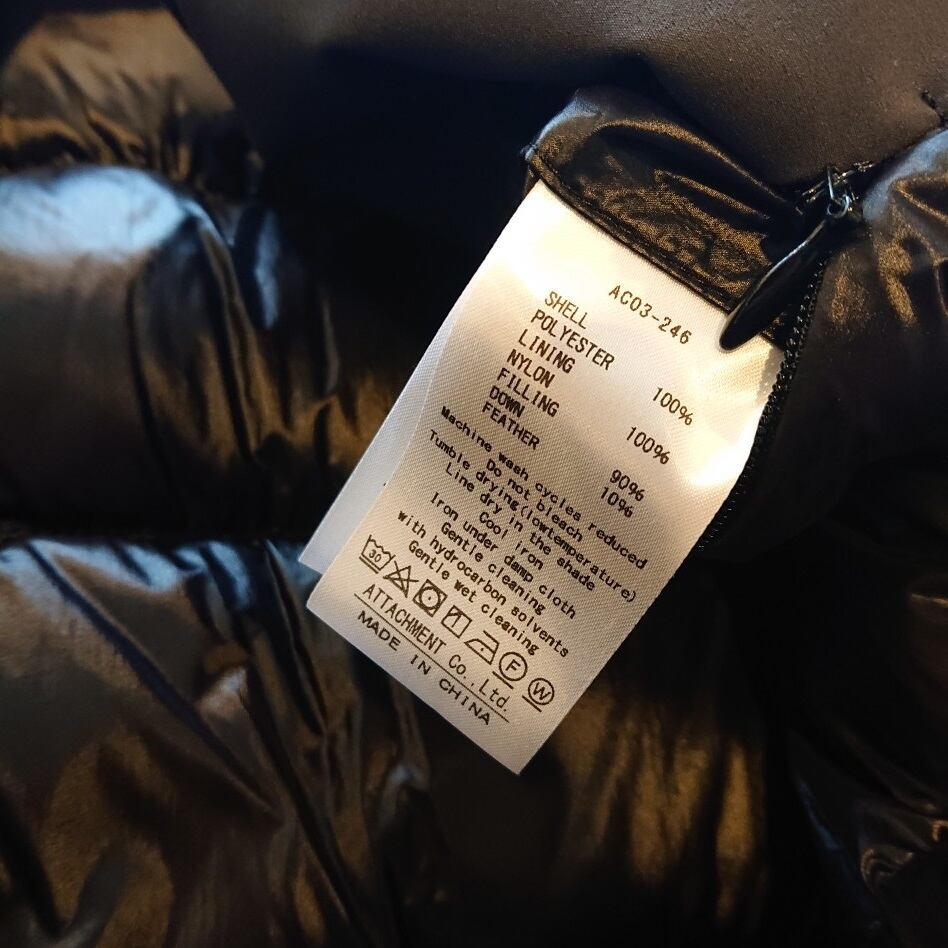 AC03-246
SHELL
POLYESTER 100%
LINING
NYLON 100%
FILLING
DOWN 90%
FEATHER 10%
Machine wash cycles reduced
Do not bleach
Tumble drying(lowtemperature)
Line dry in the shade
Cool iron
Iron under damp cloth
Gentle cleaning
with hydrocarbon solvents
Gentle wet cleaning
30 F W
ATTACHMENT Co.,Ltd.
MADE IN CHINA